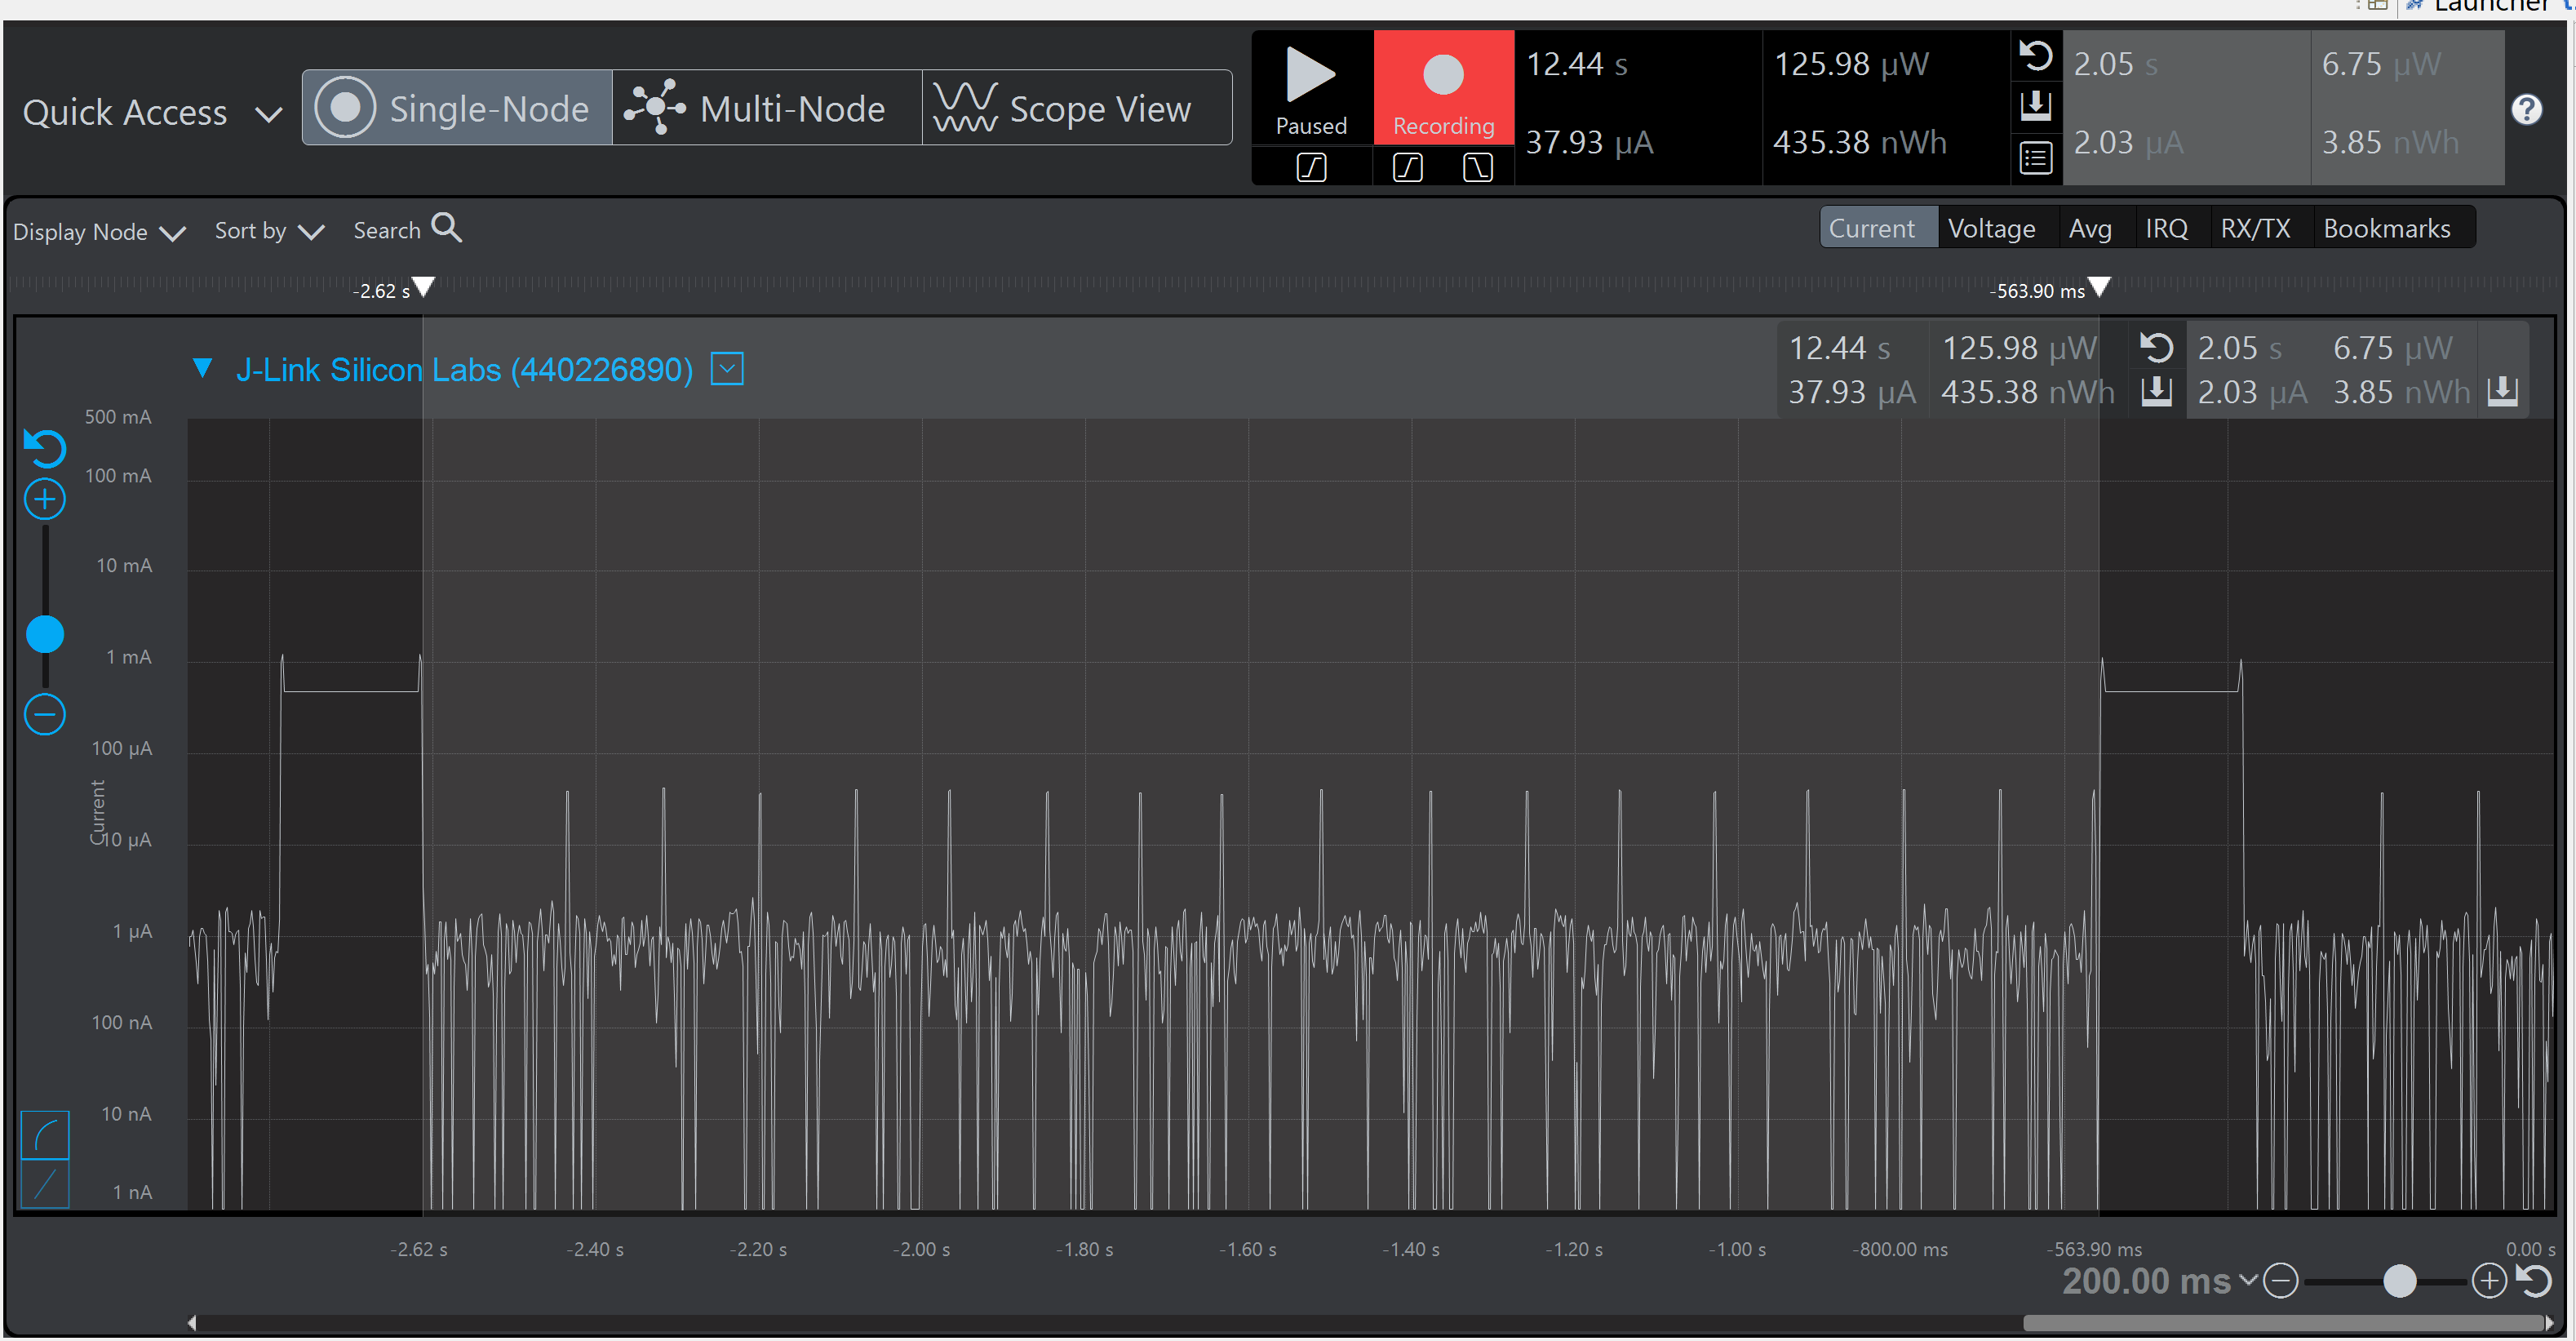 Launcher
Quick Access
Single-Node
Multi-Node
Scope View
Paused
Recording
12.44 s
125.98 µW
37.93 µA
435.38 nWh
2.05 s
6.75 µW
2.03 µA
3.85 nWh
?
Display Node
Sort by
Search
Current
Voltage
Avg
IRQ
RX/TX
Bookmarks
-2.62 s
-563.90 ms
J-Link Silicon Labs (440226890)
12.44 s 125.98 µW
37.93 µA 435.38 nWh
2.05 s 6.75 µW
2.03 µA 3.85 nWh
500 mA
100 mA
10 mA
1 mA
100 µA
Current
10 µA
1 µA
100 nA
10 nA
1 nA
-2.62 s -2.40 s -2.20 s -2.00 s -1.80 s -1.60 s -1.40 s -1.20 s -1.00 s -800.00 ms -563.90 ms 0.00 s
200.00 ms